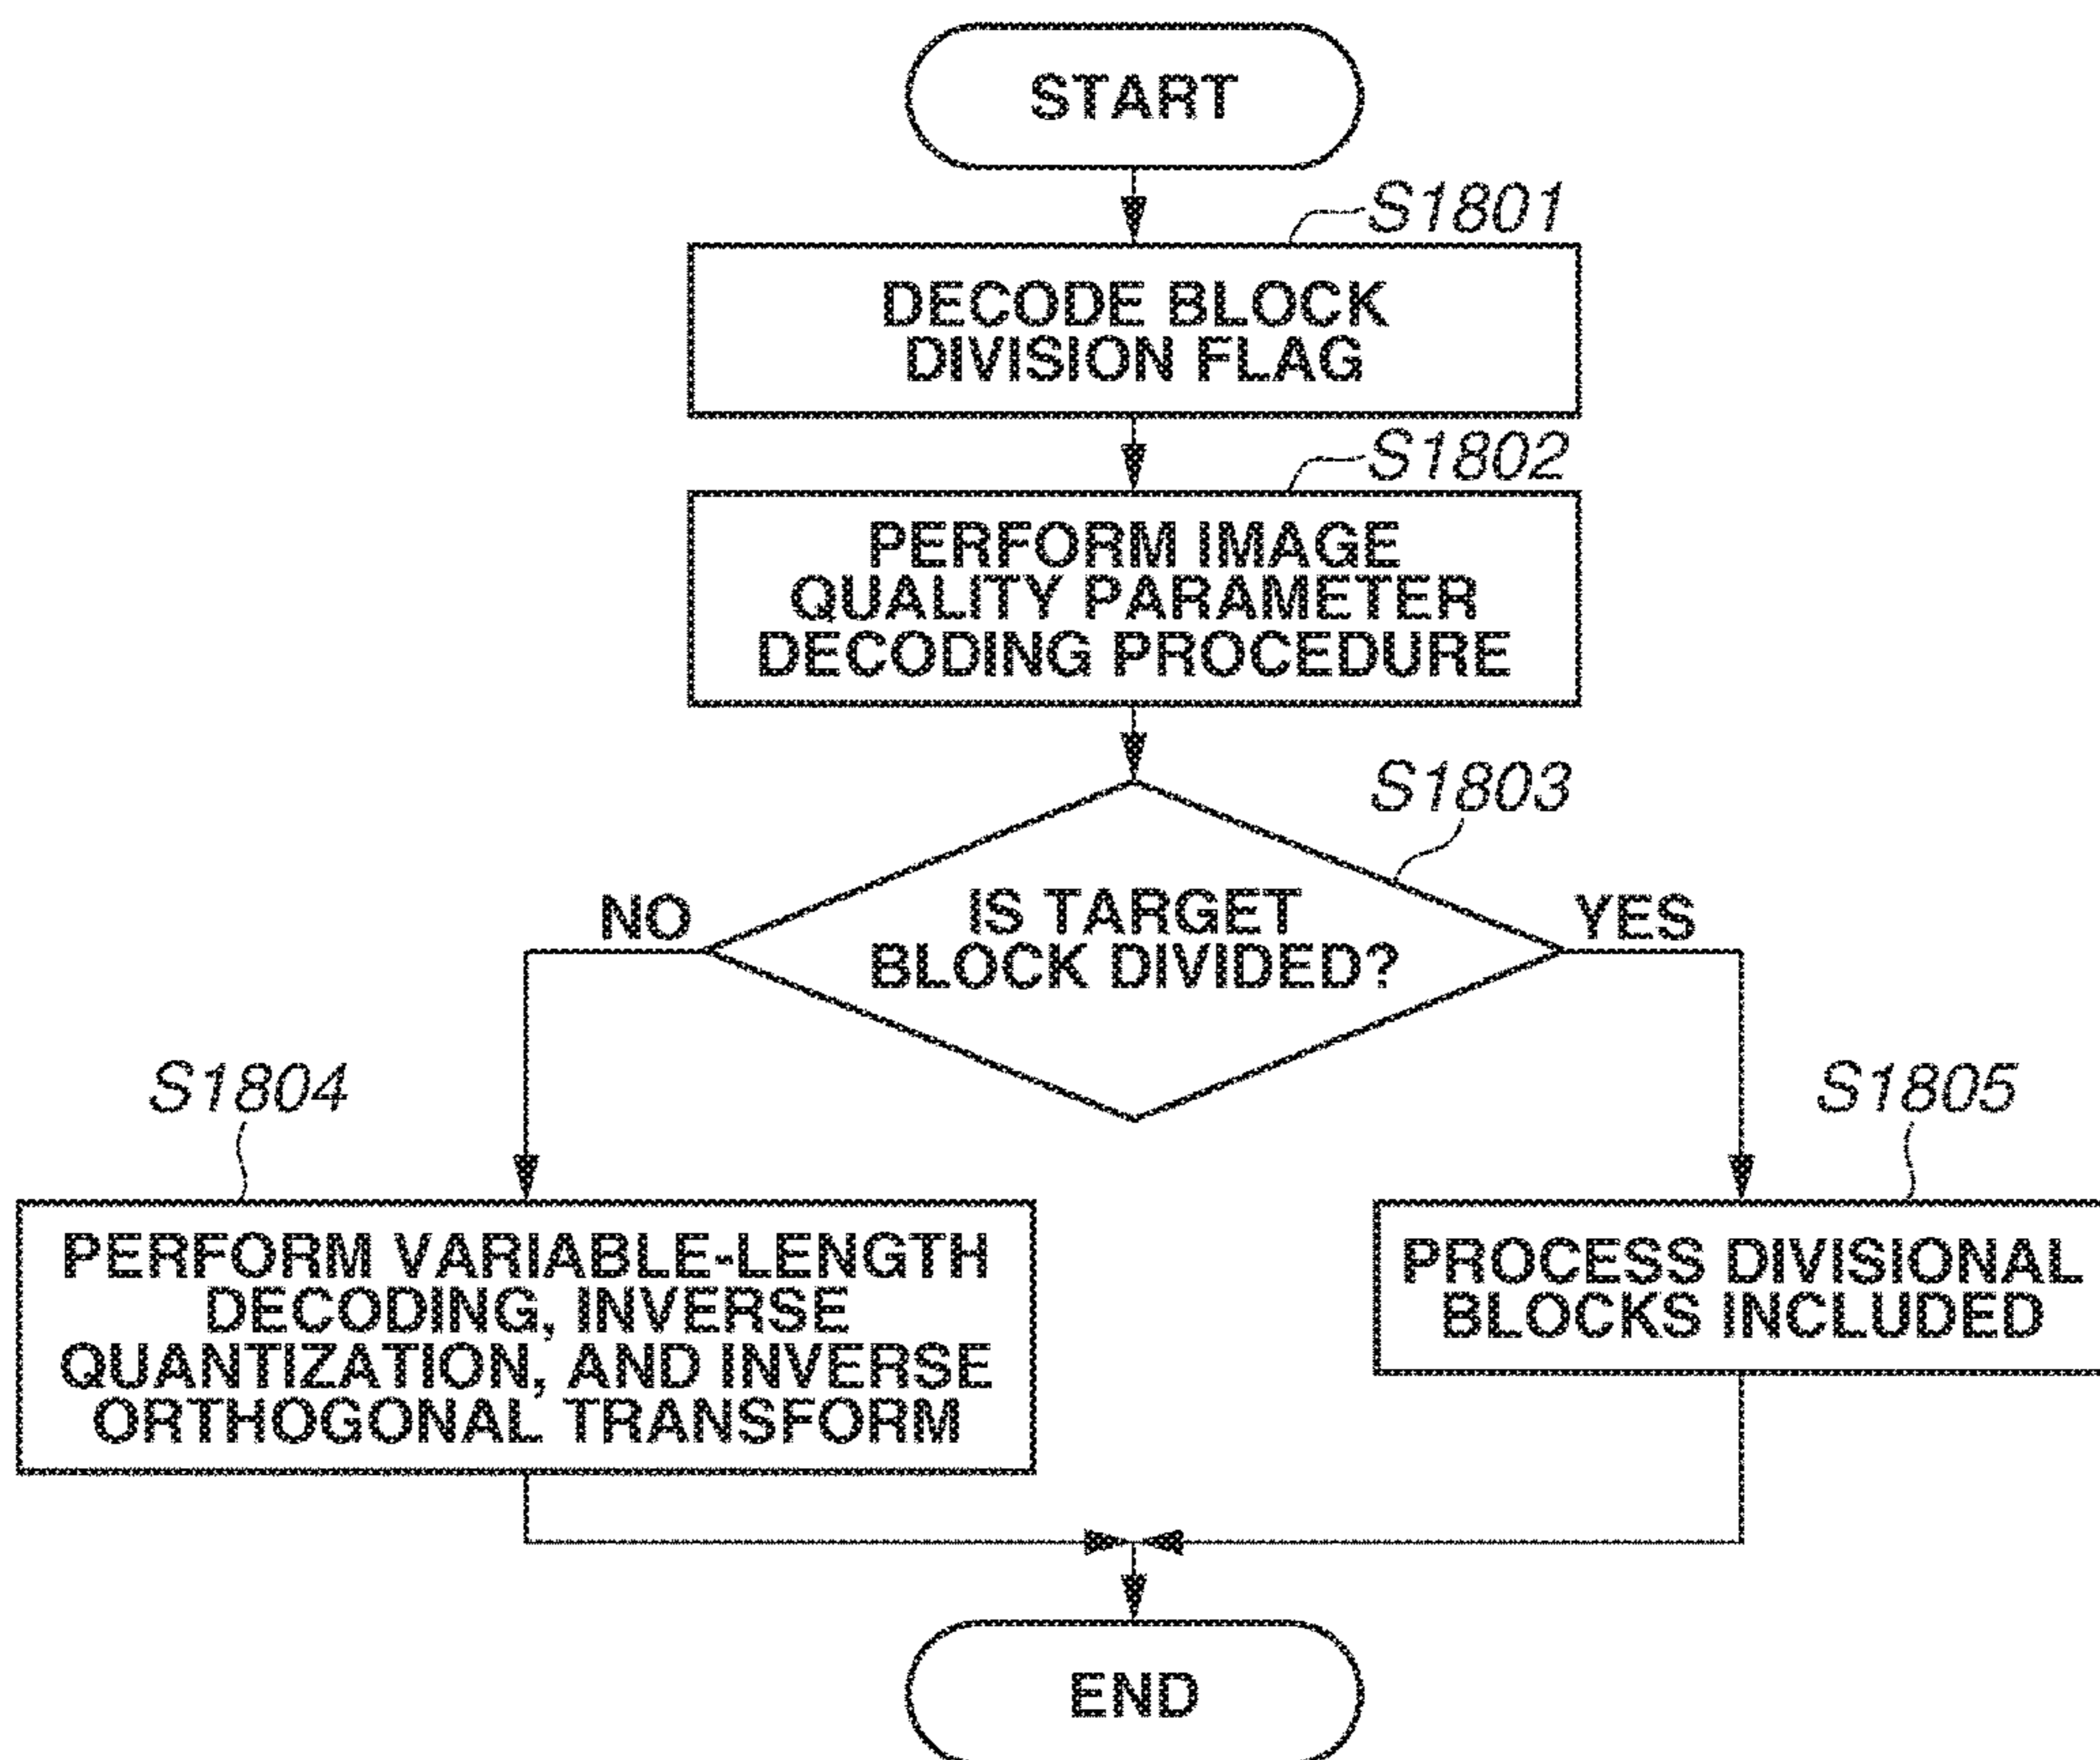 START
S1801
DECODE BLOCK
DIVISION FLAG
S1802
PERFORM IMAGE
QUALITY PARAMETER
DECODING PROCEDURE
S1803
IS TARGET
BLOCK DIVIDED?
NO
YES
S1804
S1805
PERFORM VARIABLE-LENGTH
DECODING, INVERSE
QUANTIZATION, AND INVERSE
ORTHOGONAL TRANSFORM
PROCESS DIVISIONAL
BLOCKS INCLUDED
END